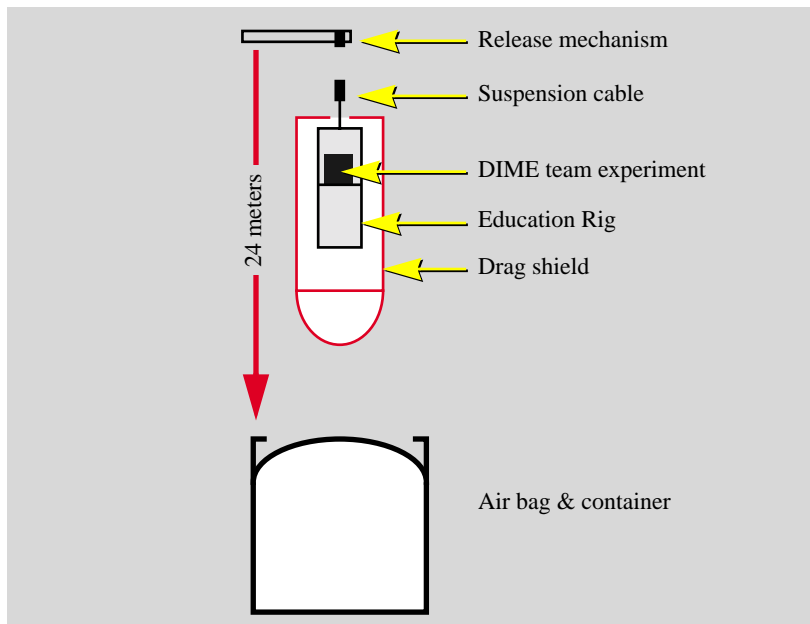 Release mechanism
Suspension cable
DIME team experiment
24 meters
Education Rig
Drag shield
Air bag & container